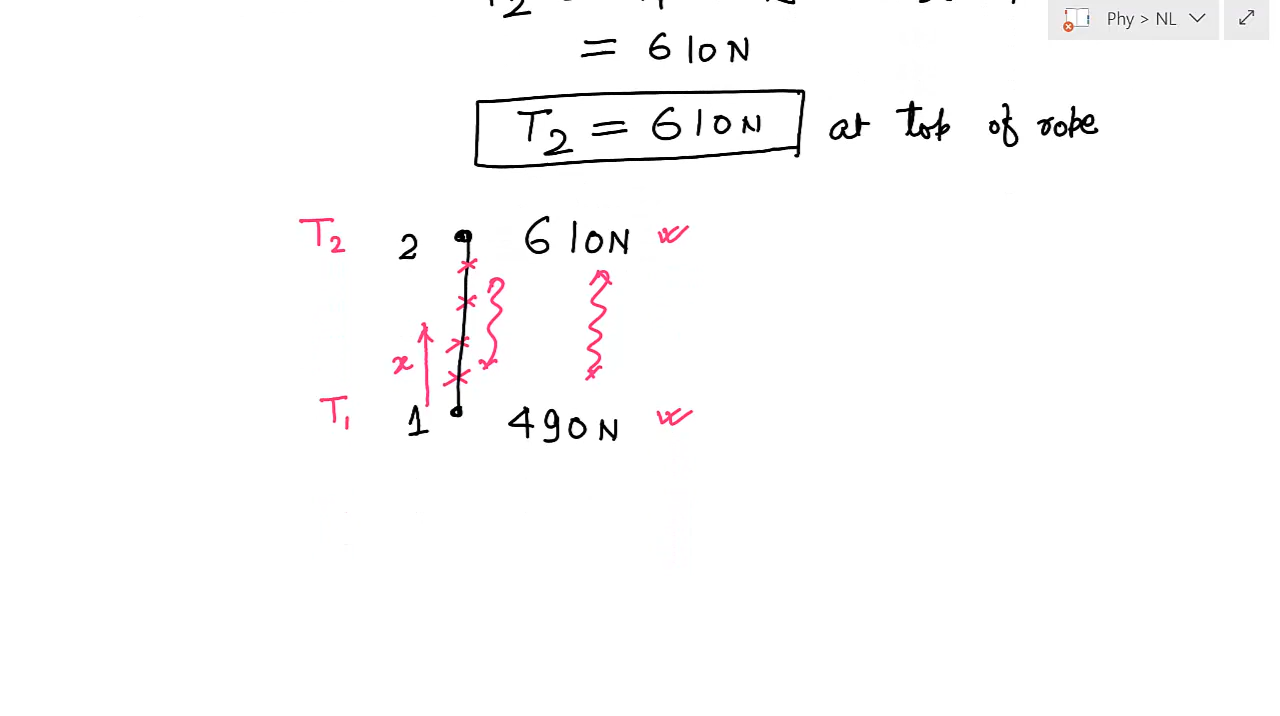 = 610N
T₂ = 610N at top of rope
T₂ 2 610N
x
T₁ 1 490N
Phy > NL